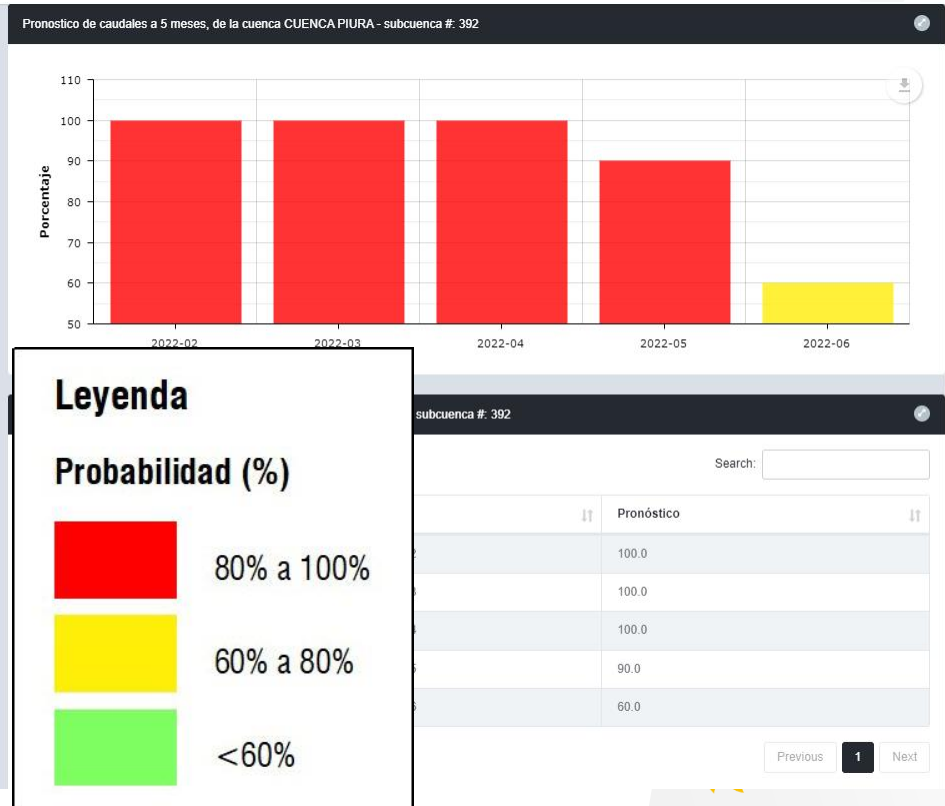 Pronostico de caudales a 5 meses, de la cuenca CUENCA PIURA - subcuenca #: 392
110
100
90
80
70
60
50
Porcentaje
2022-02
2022-03
2022-04
2022-05
2022-06
Leyenda
Probabilidad (%)
80% a 100%
60% a 80%
<60%
subcuenca #: 392
Search:
Pronóstico
100.0
100.0
100.0
90.0
60.0
Previous 1 Next